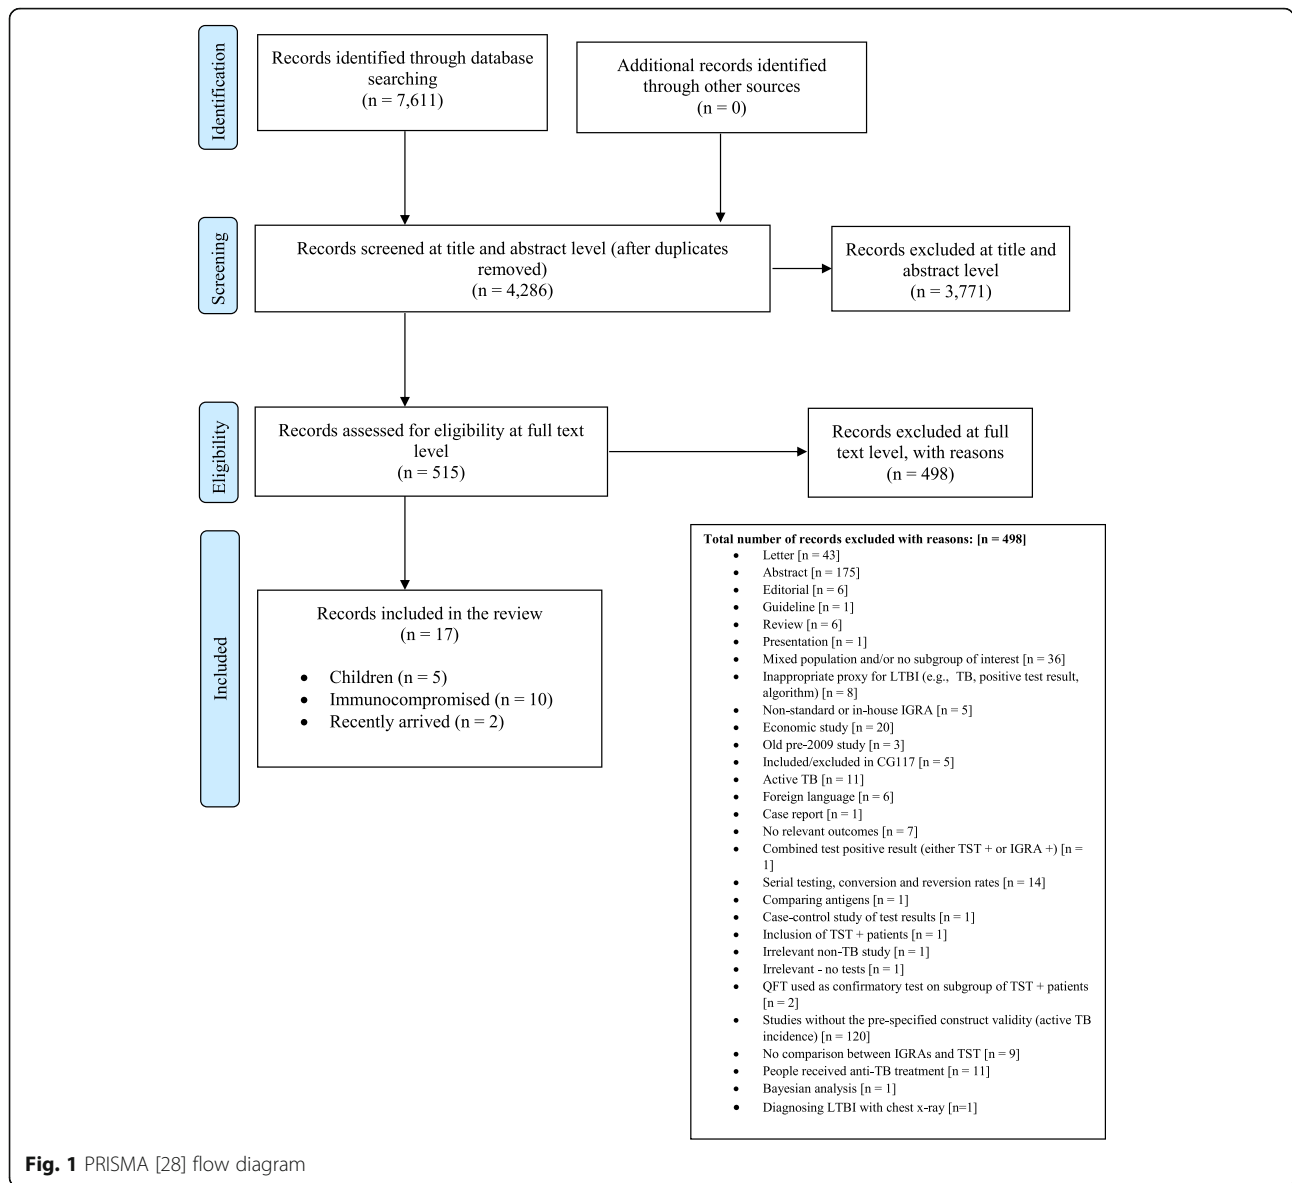 Identification
Records identified through database
searching
(n = 7,611)
Additional records identified
through other sources
(n = 0)
Screening
Records screened at title and abstract level (after duplicates
removed)
(n = 4,286)
Records excluded at title and
abstract level
(n = 3,771)
Eligibility
Records assessed for eligibility at full text
level
(n = 515)
Records excluded at full
text level, with reasons
(n = 498)
Included
Records included in the review
(n = 17)
• Children (n = 5)
• Immunocompromised (n = 10)
• Recently arrived (n = 2)
Total number of records excluded with reasons: [n = 498]
• Letter [n = 43]
• Abstract [n = 175]
• Editorial [n = 6]
• Guideline [n = 1]
• Review [n = 6]
• Presentation [n = 1]
• Mixed population and/or no subgroup of interest [n = 36]
• Inappropriate proxy for LTBI (e.g., TB, positive test result,
algorithm) [n = 8]
• Non-standard or in-house IGRA [n = 5]
• Economic study [n = 20]
• Old pre-2009 study [n = 3]
• Included/excluded in CG117 [n = 5]
• Active TB [n = 11]
• Foreign language [n = 6]
• Case report [n = 1]
• No relevant outcomes [n = 7]
• Combined test positive result (either TST + or IGRA +) [n =
1]
• Serial testing, conversion and reversion rates [n = 14]
• Comparing antigens [n = 1]
• Case-control study of test results [n = 1]
• Inclusion of TST + patients [n = 1]
• Irrelevant non-TB study [n = 1]
• Irrelevant - no tests [n = 1]
• QFT used as confirmatory test on subgroup of TST + patients
[n = 2]
• Studies without the pre-specified construct validity (active TB
incidence) [n = 120]
• No comparison between IGRAs and TST [n = 9]
• People received anti-TB treatment [n = 11]
• Bayesian analysis [n = 1]
• Diagnosing LTBI with chest x-ray [n=1]
Fig. 1 PRISMA [28] flow diagram